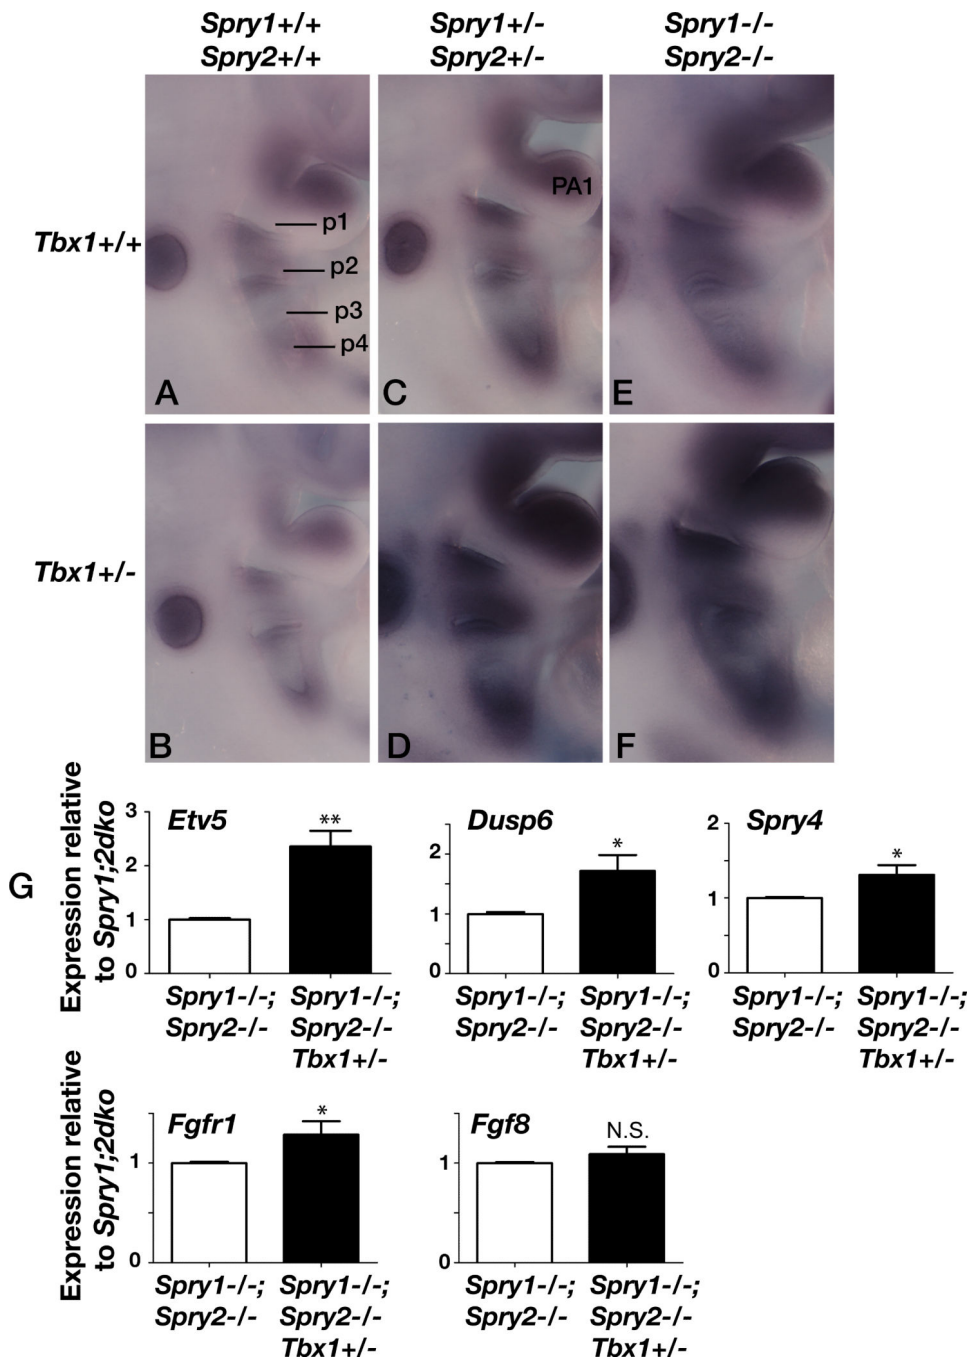 Spry1+/+
Spry2+/+
Spry1+/-
Spry2+/-
Spry1-/-
Spry2-/-
Tbx1+/+
p1
p2
p3
p4
A
PA1
C
E
Tbx1+/-
B
D
F
G
Expression relative
to Spry1;2dko
3
2
1
0
Etv5
**
Spry1-/-;
Spry2-/-
Spry1-/-;
Spry2-/-
Tbx1+/-
2
1
0
Dusp6
*
Spry1-/-;
Spry2-/-
Spry1-/-;
Spry2-/-
Tbx1+/-
2
1
0
Spry4
*
Spry1-/-;
Spry2-/-
Spry1-/-;
Spry2-/-
Tbx1+/-
Expression relative
to Spry1;2dko
1
0
Fgfr1
*
Spry1-/-;
Spry2-/-
Spry1-/-;
Spry2-/-
Tbx1+/-
1
0
Fgf8
N.S.
Spry1-/-;
Spry2-/-
Spry1-/-;
Spry2-/-
Tbx1+/-